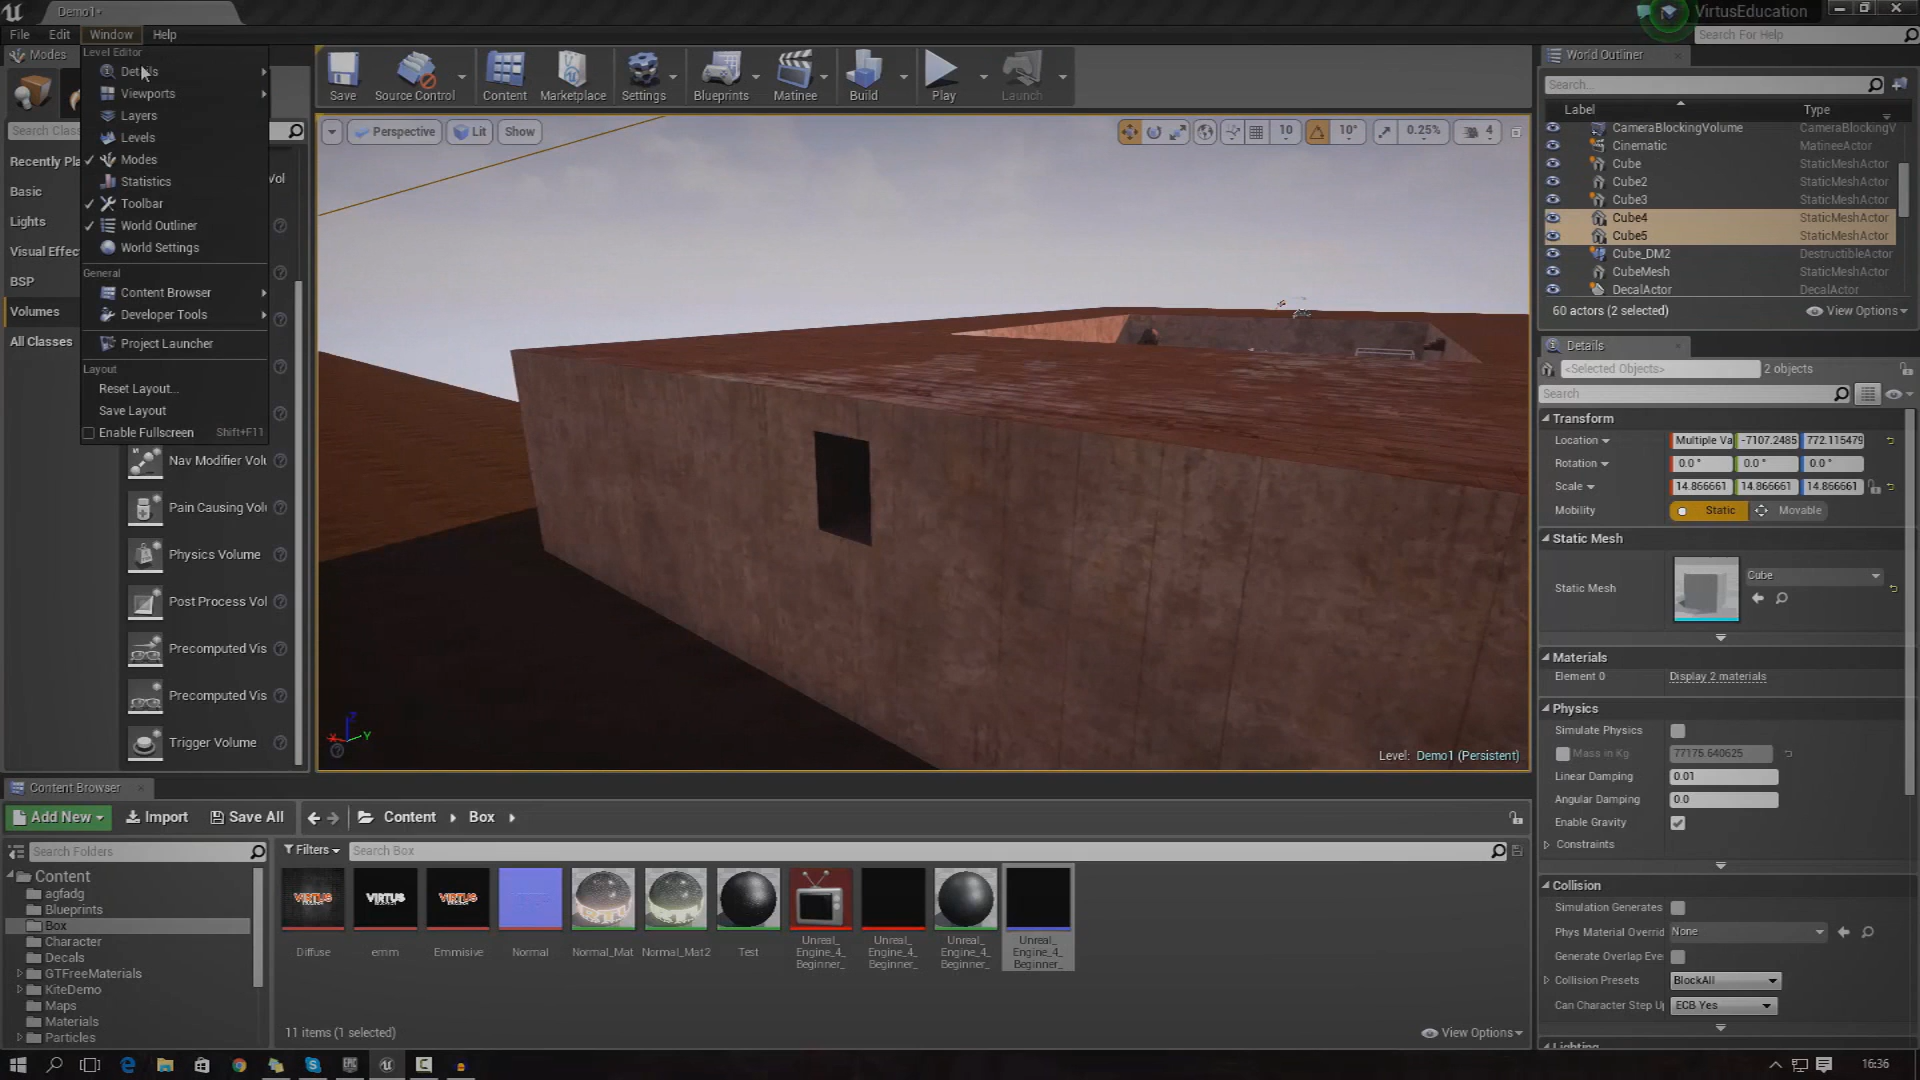 Demo1*
VirtusEducation
File Edit Window Help
Search For Help
Modes
Level Editor
Details
Viewports
Layers
Levels
Modes
Statistics
Toolbar
World Outliner
World Settings
General
Content Browser
Developer Tools
Project Launcher
Layout
Reset Layout...
Save Layout
Enable Fullscreen Shift+F11
Search Clas
Recently Pla
Basic
Lights
Visual Effec
BSP
Volumes
All Classes
Vol
Nav Modifier Volu
Pain Causing Volu
Physics Volume
Post Process Vol
Precomputed Vis
Precomputed Vis
Trigger Volume
Save
Source Control
Content
Marketplace
Settings
Blueprints
Matinee
Build
Play
Launch
Perspective
Lit
Show
10
10°
0.25%
4
Level: Demo1 (Persistent)
X
Y
Z
World Outliner
Search...
Label Type
CameraBlockingVolume CameraBlockingV
Cinematic MatineeActor
Cube StaticMeshActor
Cube2 StaticMeshActor
Cube3 StaticMeshActor
Cube4 StaticMeshActor
Cube5 StaticMeshActor
Cube_DM2 DestructibleActor
CubeMesh StaticMeshActor
DecalActor DecalActor
60 actors (2 selected)
View Options
Details
<Selected Objects> 2 objects
Search
Transform
Location Multiple Va -7107.2485 772.115479
Rotation 0.0 ° 0.0 ° 0.0 °
Scale 14.866661 14.866661 14.866661
Mobility Static Movable
Static Mesh
Static Mesh Cube
Materials
Element 0 Display 2 materials
Physics
Simulate Physics
Mass in Kg 77175.640625
Linear Damping 0.01
Angular Damping 0.0
Enable Gravity
Constraints
Collision
Simulation Generates
Phys Material Overrid None
Generate Overlap Eve
Collision Presets BlockAll
Can Character Step U ECB Yes
Lighting
Content Browser
Add New Import Save All Content Box
Search Folders
Filters Search Box
Content
agfadg
Blueprints
Box
Character
Decals
GTFreeMaterials
KiteDemo
Maps
Materials
Particles
VIRTUS
VIRTUS
VIRTUS
Diffuse
emm
Emmisive
Normal
Normal_Mat
Normal_Mat2
Test
Unreal_
Engine_4_
Beginner_
Unreal_
Engine_4_
Beginner_
Unreal_
Engine_4_
Beginner_
Unreal_
Engine_4_
Beginner_
11 items (1 selected)
View Options
EPIC
16:36